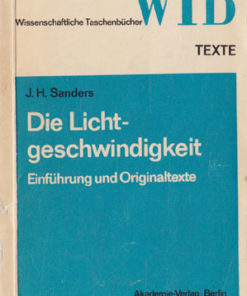 Wissenschaftliche Taschenbücher
WTB
TEXTE
J. H. Sanders
Die Licht-
geschwindigkeit
Einführung und Originaltexte
Akademie-Verlag · Berlin